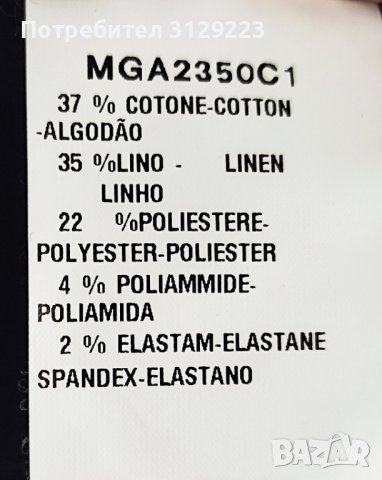 Потребител 3129223
MGA2350C1
37 % COTONE-COTTON
-ALGODÃO
35 %LINO - LINEN
LINHO
22 %POLIESTERE-
POLYESTER-POLIESTER
4 % POLIAMMIDE-
POLIAMIDA
2 % ELASTAM-ELASTANE
SPANDEX-ELASTANO
BAZAR